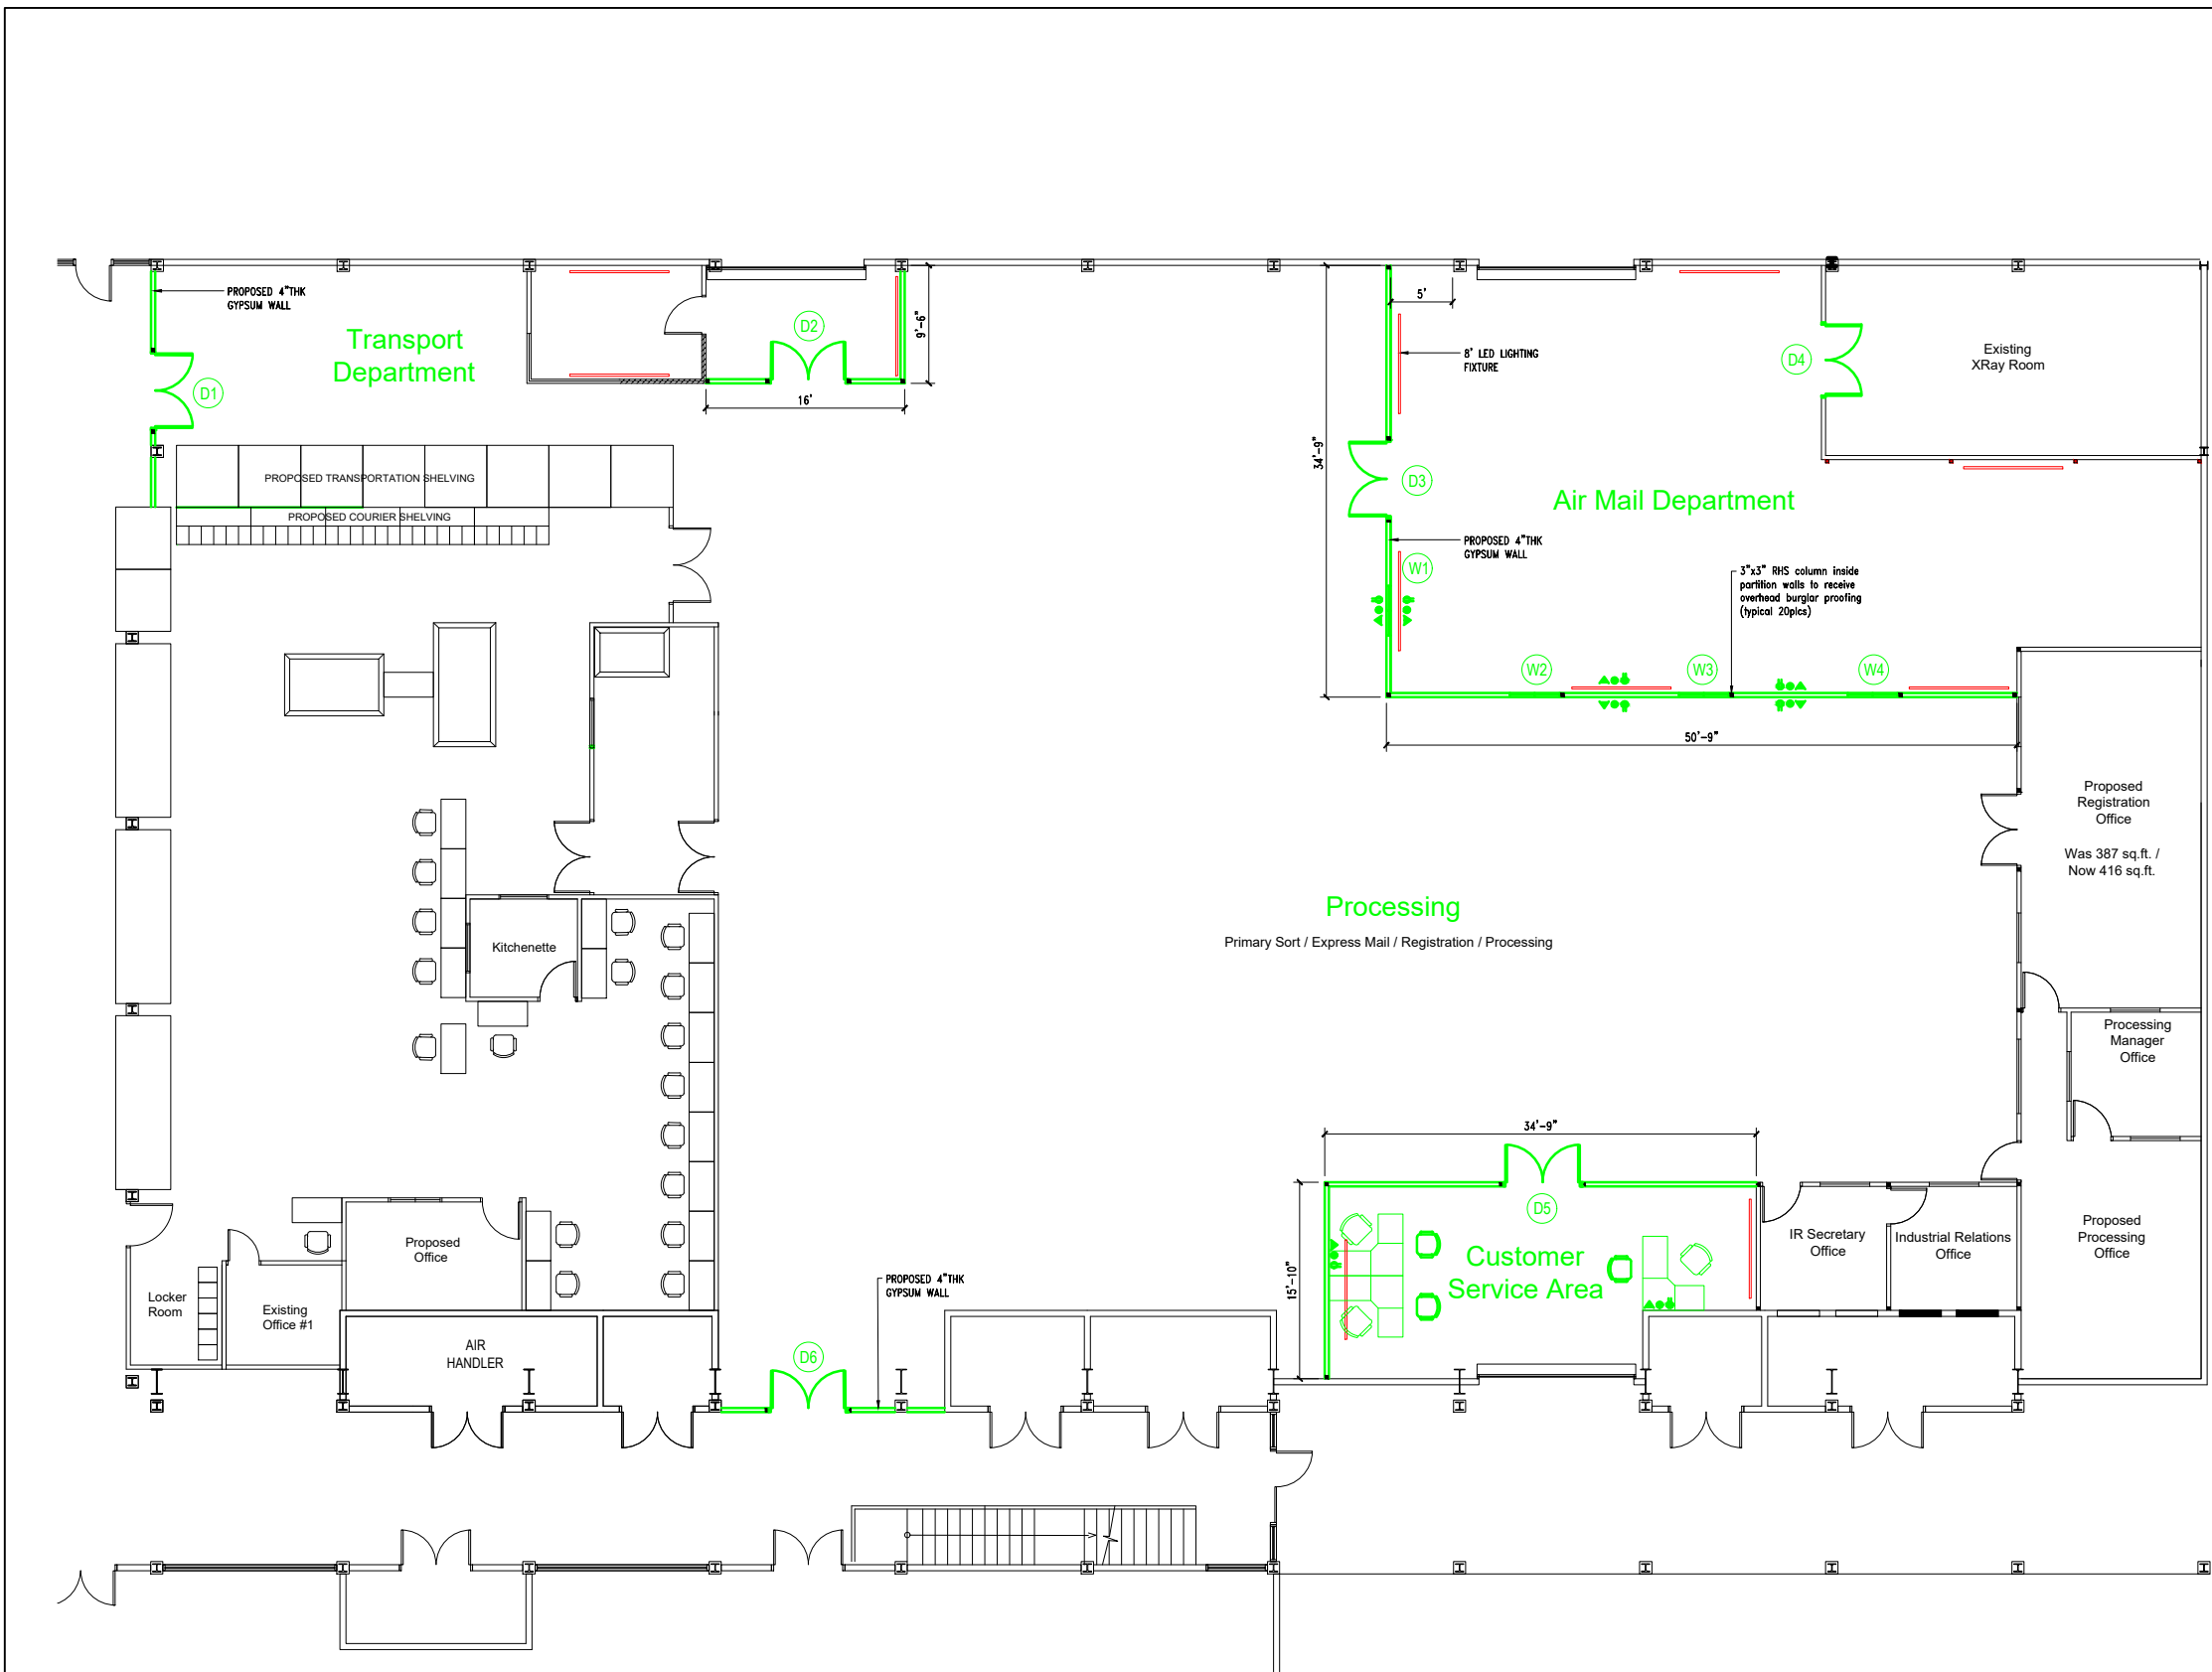 PROPOSED 4"THK
GYPSUM WALL
Transport
Department
D1
D2
9'-6"
16'
5'
8' LED LIGHTING
FIXTURE
34'-9"
D3
D4
Existing
XRay Room
Air Mail Department
PROPOSED TRANSPORTATION SHELVING
PROPOSED COURIER SHELVING
PROPOSED 4"THK
GYPSUM WALL
W1
3"x3" RHS column inside
partition walls to receive
overhead burglar proofing
(typical 20plcs)
W2
W3
W4
50'-9"
Proposed
Registration
Office
Was 387 sq.ft. /
Now 416 sq.ft.
Processing
Primary Sort / Express Mail / Registration / Processing
Kitchenette
Processing
Manager
Office
34'-9"
D5
15'-10"
Customer
Service Area
IR Secretary
Office
Industrial Relations
Office
Proposed
Processing
Office
Proposed
Office
Locker
Room
Existing
Office #1
AIR
HANDLER
PROPOSED 4"THK
GYPSUM WALL
D6